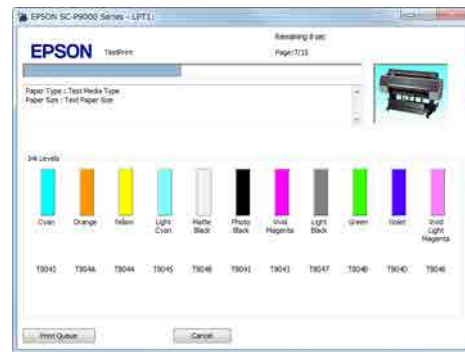 EPSON SC-P9000 Series - LPT1:
Remaining 8 sec
EPSON TestPrint Page:7/15
Paper Type : Test Media Type
Paper Size : Test Paper Size
Ink Levels
Cyan Orange Yellow Light Cyan Matte Black Photo Black Vivid Magenta Light Black Green Violet Vivid Light Magenta
T8042 T804A T8044 T8045 T8048 T8041 T8043 T8047 T804B T804D T8046
Print Queue Cancel